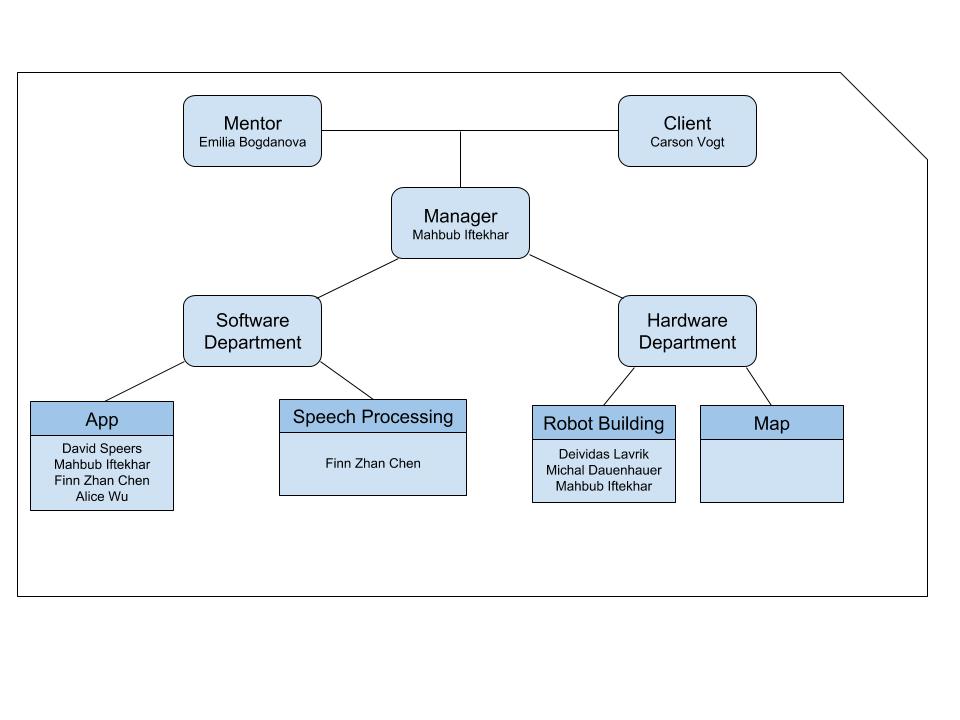 Mentor
Emilia Bogdanova
Client
Carson Vogt
Manager
Mahbub Iftekhar
Software
Department
Hardware
Department
App
David Speers
Mahbub Iftekhar
Finn Zhan Chen
Alice Wu
Speech Processing
Finn Zhan Chen
Robot Building
Deividas Lavrik
Michal Dauenhauer
Mahbub Iftekhar
Map